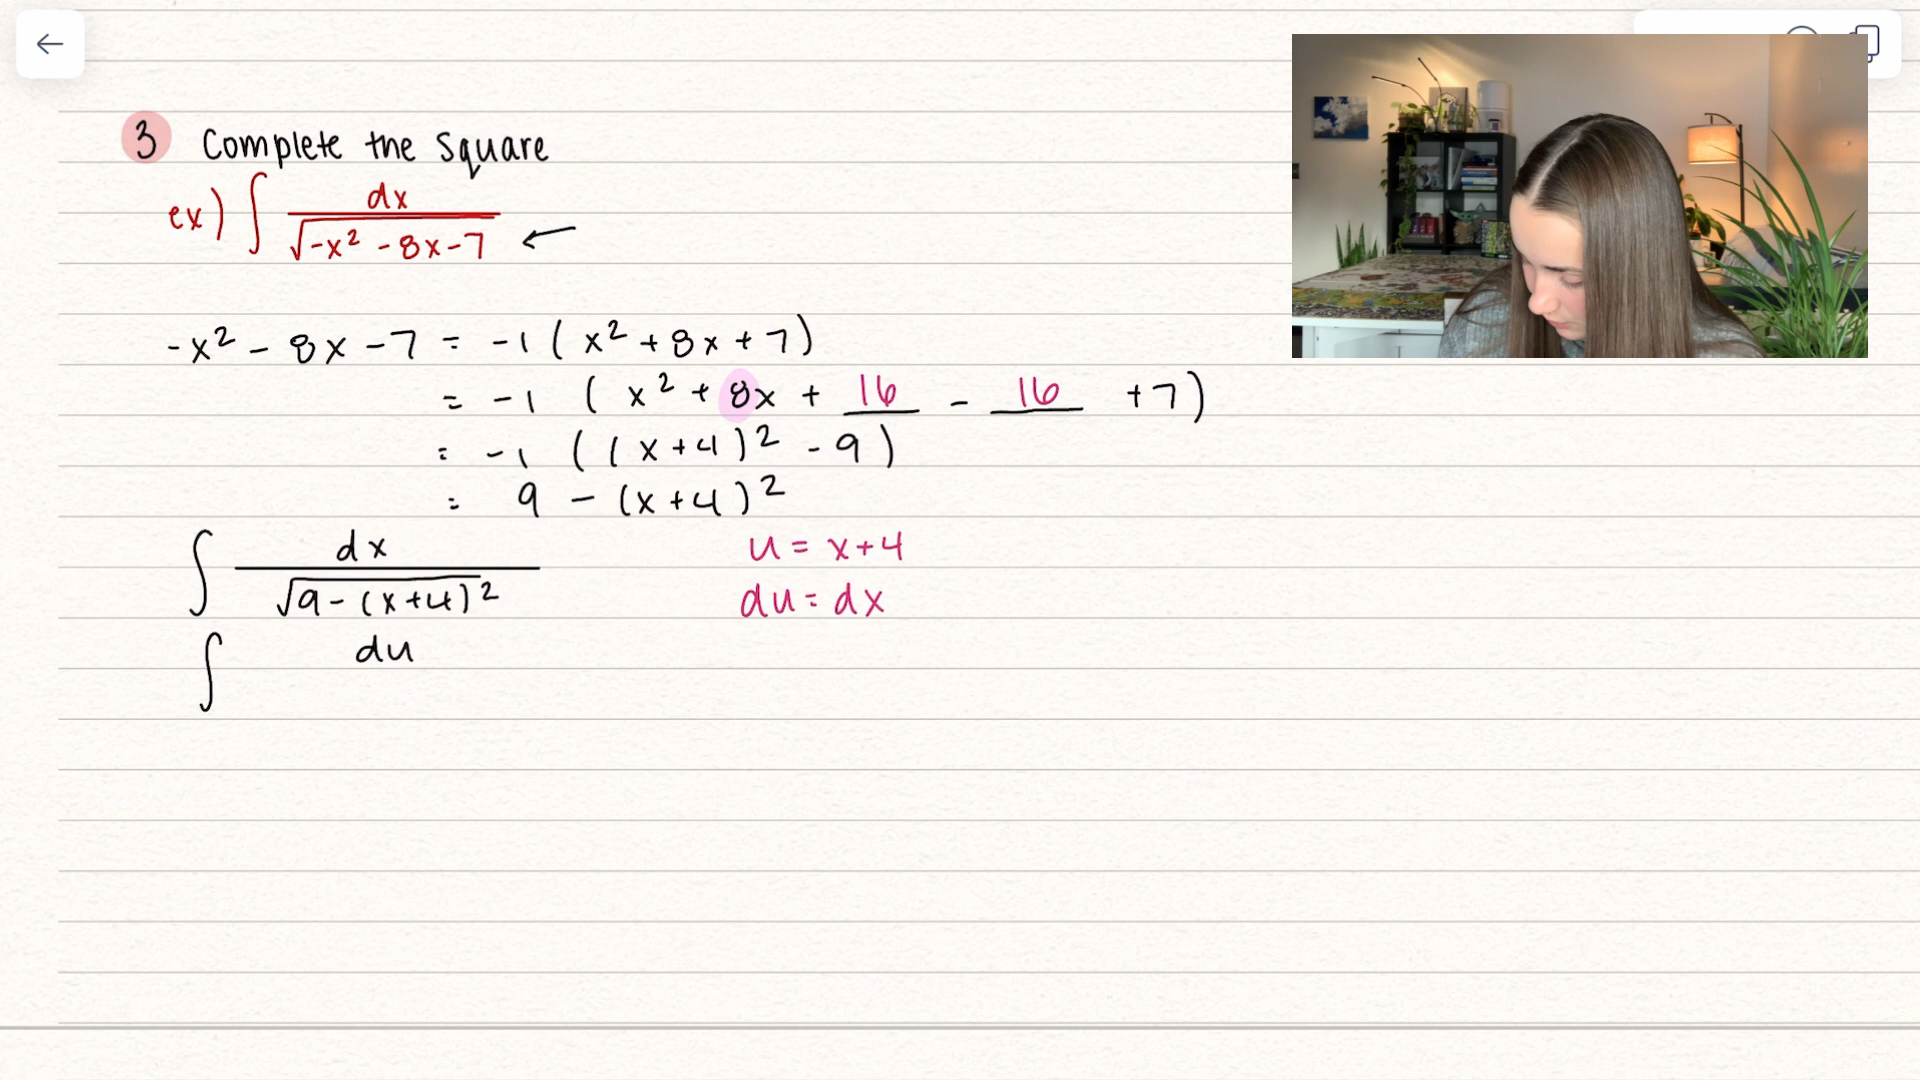 3 Complete the Square
ex) ∫ dx / √-x² - 8x - 7 ←
-x² - 8x - 7 = -1 ( x² + 8x + 7 )
= -1 ( x² + 8x + 16 - 16 + 7 )
= -1 ( ( x + 4 )² - 9 )
= 9 - ( x + 4 )²
∫ dx / √9 - ( x + 4 )²
u = x + 4
du = dx
∫ du